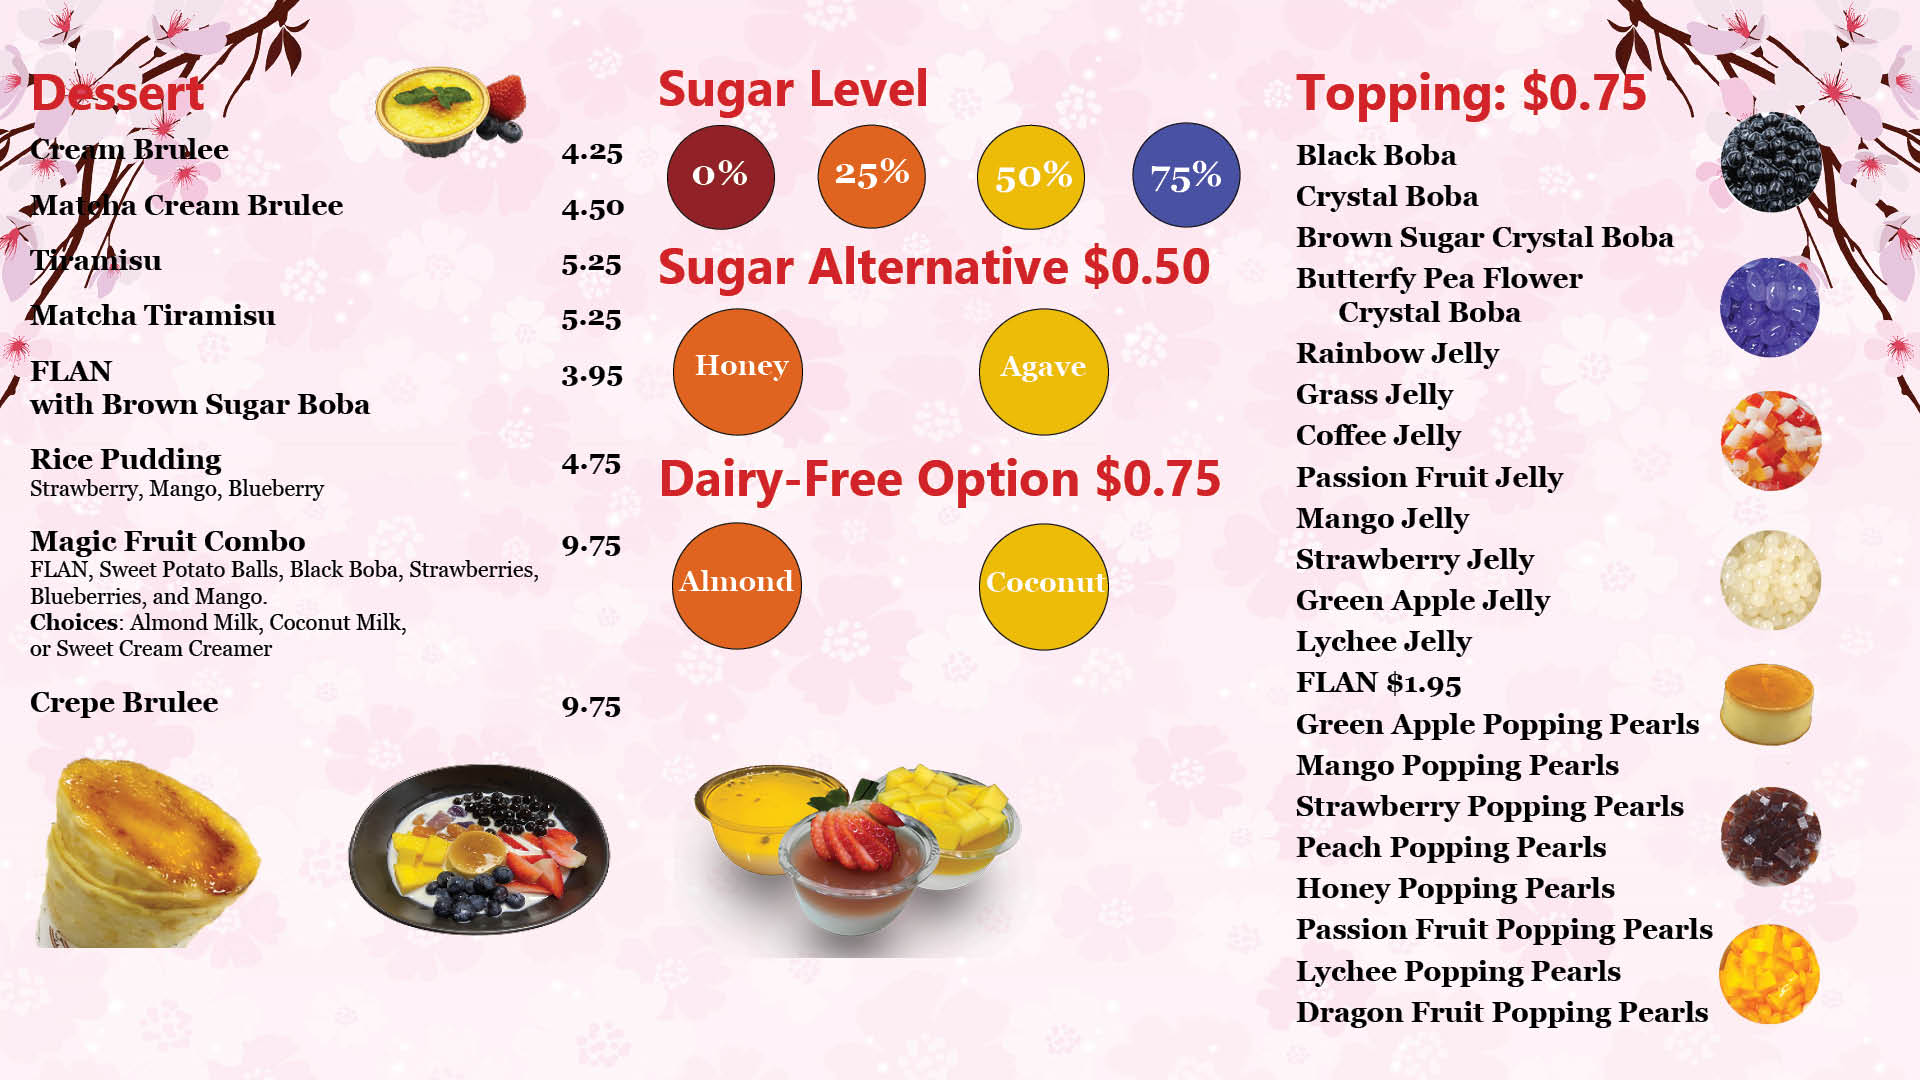 Dessert
Cream Brulee 4.25
Matcha Cream Brulee 4.50
Tiramisu 5.25
Matcha Tiramisu 5.25
FLAN 3.95
with Brown Sugar Boba
Rice Pudding 4.75
Strawberry, Mango, Blueberry
Magic Fruit Combo 9.75
FLAN, Sweet Potato Balls, Black Boba, Strawberries,
Blueberries, and Mango.
Choices: Almond Milk, Coconut Milk,
or Sweet Cream Creamer
Crepe Brulee 9.75
Sugar Level
0% 25% 50% 75%
Sugar Alternative $0.50
Honey Agave
Dairy-Free Option $0.75
Almond Coconut
Topping: $0.75
Black Boba
Crystal Boba
Brown Sugar Crystal Boba
Butterfy Pea Flower
Crystal Boba
Rainbow Jelly
Grass Jelly
Coffee Jelly
Passion Fruit Jelly
Mango Jelly
Strawberry Jelly
Green Apple Jelly
Lychee Jelly
FLAN $1.95
Green Apple Popping Pearls
Mango Popping Pearls
Strawberry Popping Pearls
Peach Popping Pearls
Honey Popping Pearls
Passion Fruit Popping Pearls
Lychee Popping Pearls
Dragon Fruit Popping Pearls